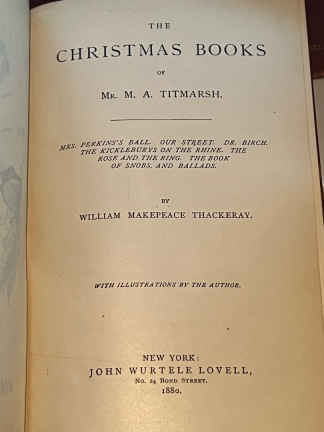 THE
CHRISTMAS BOOKS
OF
MR. M. A. TITMARSH.
MRS. PERKINS'S BALL. OUR STREET. DR. BIRCH.
THE KICKLEBURYS ON THE RHINE. THE
ROSE AND THE RING. THE BOOK
OF SNOBS, AND BALLADS.
BY
WILLIAM MAKEPEACE THACKERAY.
WITH ILLUSTRATIONS BY THE AUTHOR.
NEW YORK:
JOHN WURTELE LOVELL,
No. 24 BOND STREET.
1880.